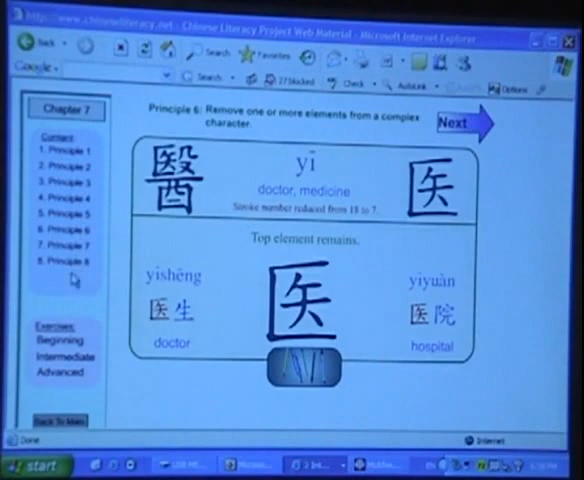 http://www.chineseliteracy.net - Chinese Literacy Project Web Material - Microsoft Internet Explorer
Back
Search
Favorites
Google
Search
27 blocked
Check
AutoLink
Options
Chapter 7
Content:
1. Principle 1
2. Principle 2
3. Principle 3
4. Principle 4
5. Principle 5
6. Principle 6
7. Principle 7
8. Principle 8
Exercises:
Beginning
Intermediate
Advanced
Back To Main
Principle 6: Remove one or more elements from a complex
character.
Next
醫
yī
doctor, medicine
Stroke number reduced from 18 to 7.
医
Top element remains.
yīshēng
医生
doctor
医
yīyuàn
医院
hospital
Done
Internet
start